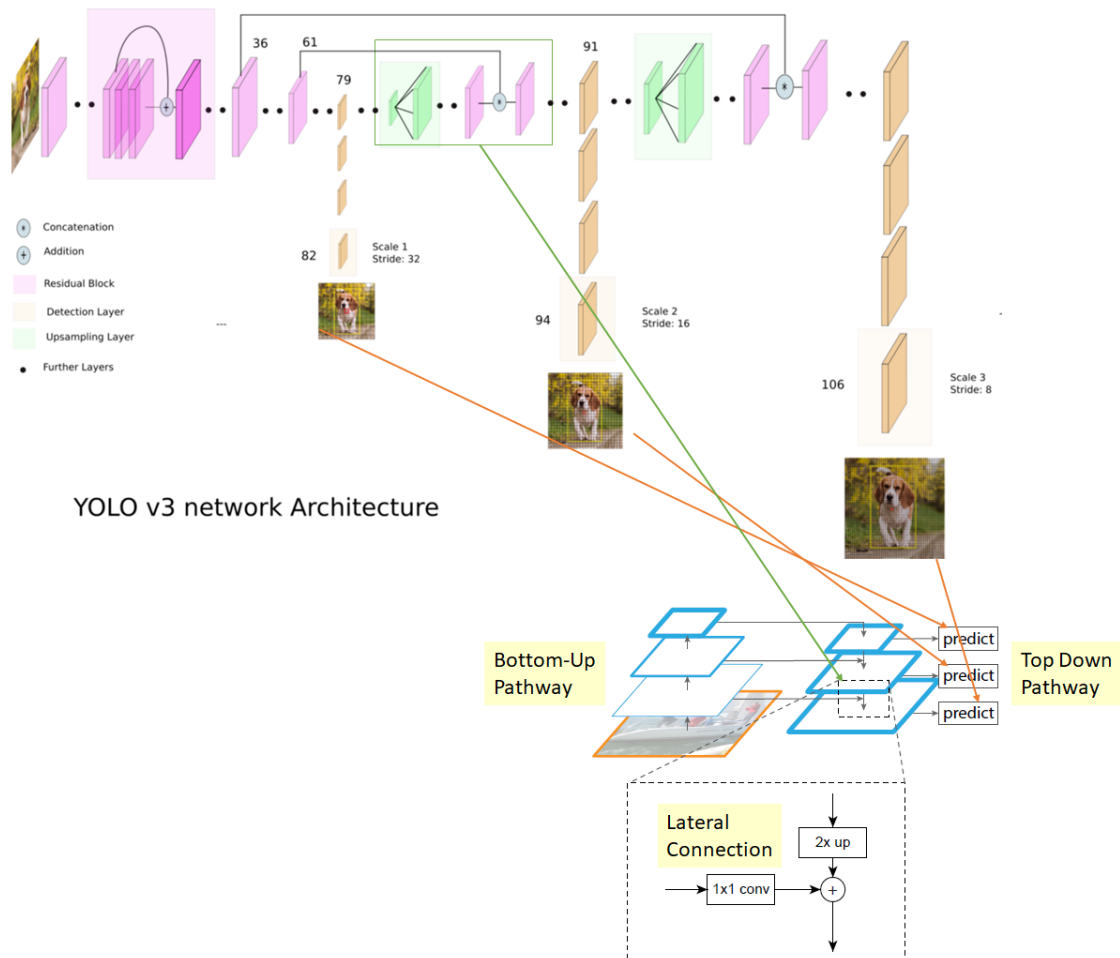 36
61
91
79
Concatenation
Addition
Residual Block
Detection Layer
Upsampling Layer
Further Layers
...
82
Scale 1
Stride: 32
94
Scale 2
Stride: 16
106
Scale 3
Stride: 8
YOLO v3 network Architecture
Bottom-Up
Pathway
predict
predict
predict
Top Down
Pathway
Lateral
Connection
2x up
1x1 conv
+